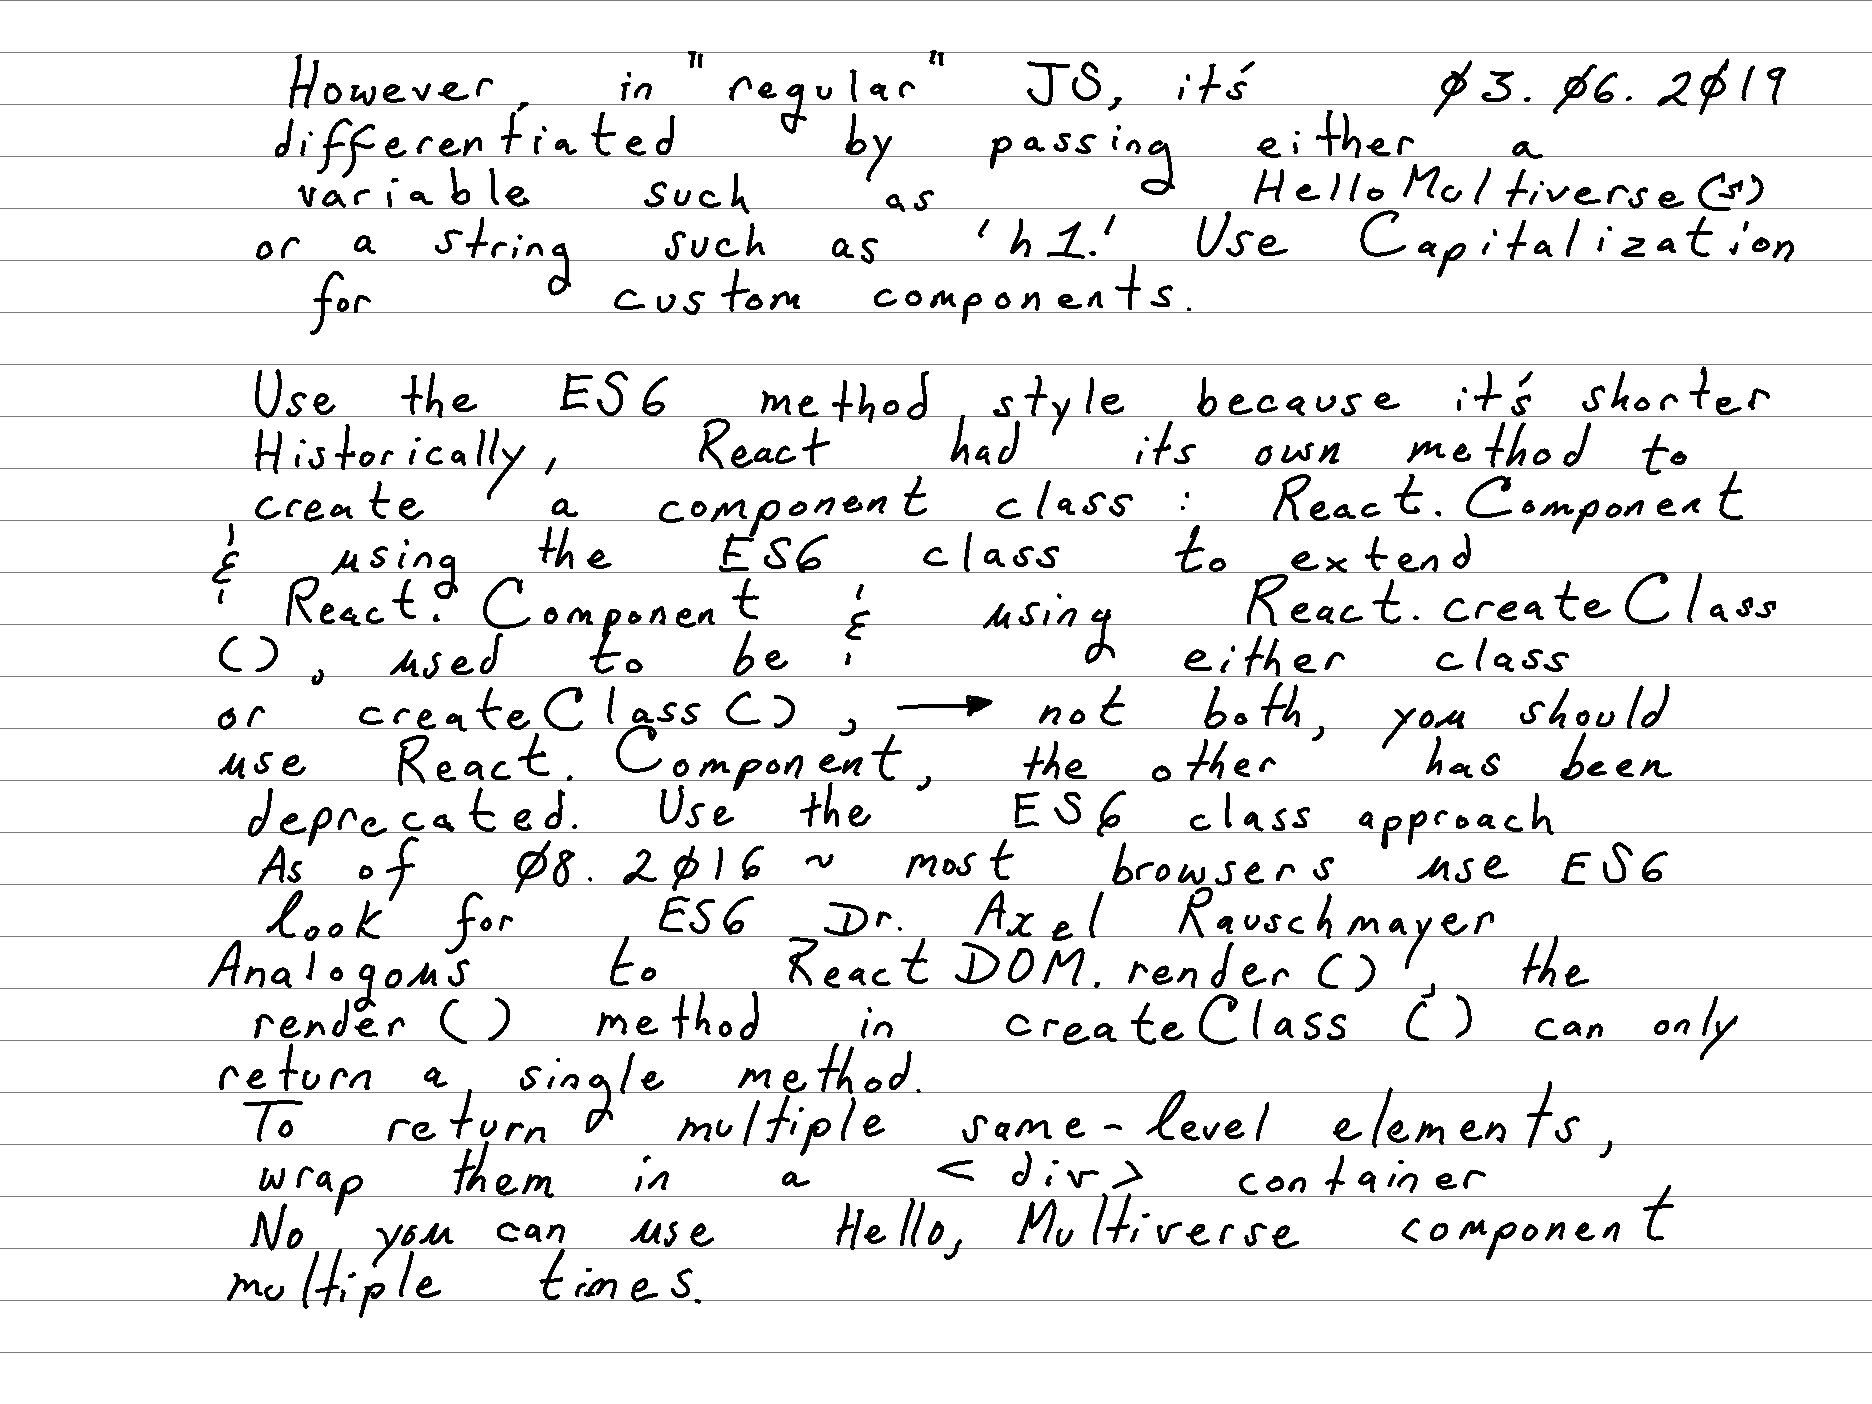 However, in "regular" JS, it's Ø3. Ø6. 2Ø19
differentiated by passing either a
variable such as HelloMultiverse(s)
or a string such as 'h1.' Use Capitalization
for custom components.
Use the ES6 method style because it's shorter
Historically, React had its own method to
create a component class : React. Component
& using the ES6 class to extend
React. Component & using React. createClass
(), used to be either class
or createClass (), → not both, you should
use React. Component, the other has been
deprecated. Use the ES6 class approach
As of Ø8. 2Ø16 ~ most browsers use ES6
look for ES6 Dr. Axel Rauschmayer
Analogous to ReactDOM. render (), the
render () method in createClass () can only
return a single method.
To return multiple same-level elements,
wrap them in a <div> container
No you can use Hello, Multiverse component
multiple times.